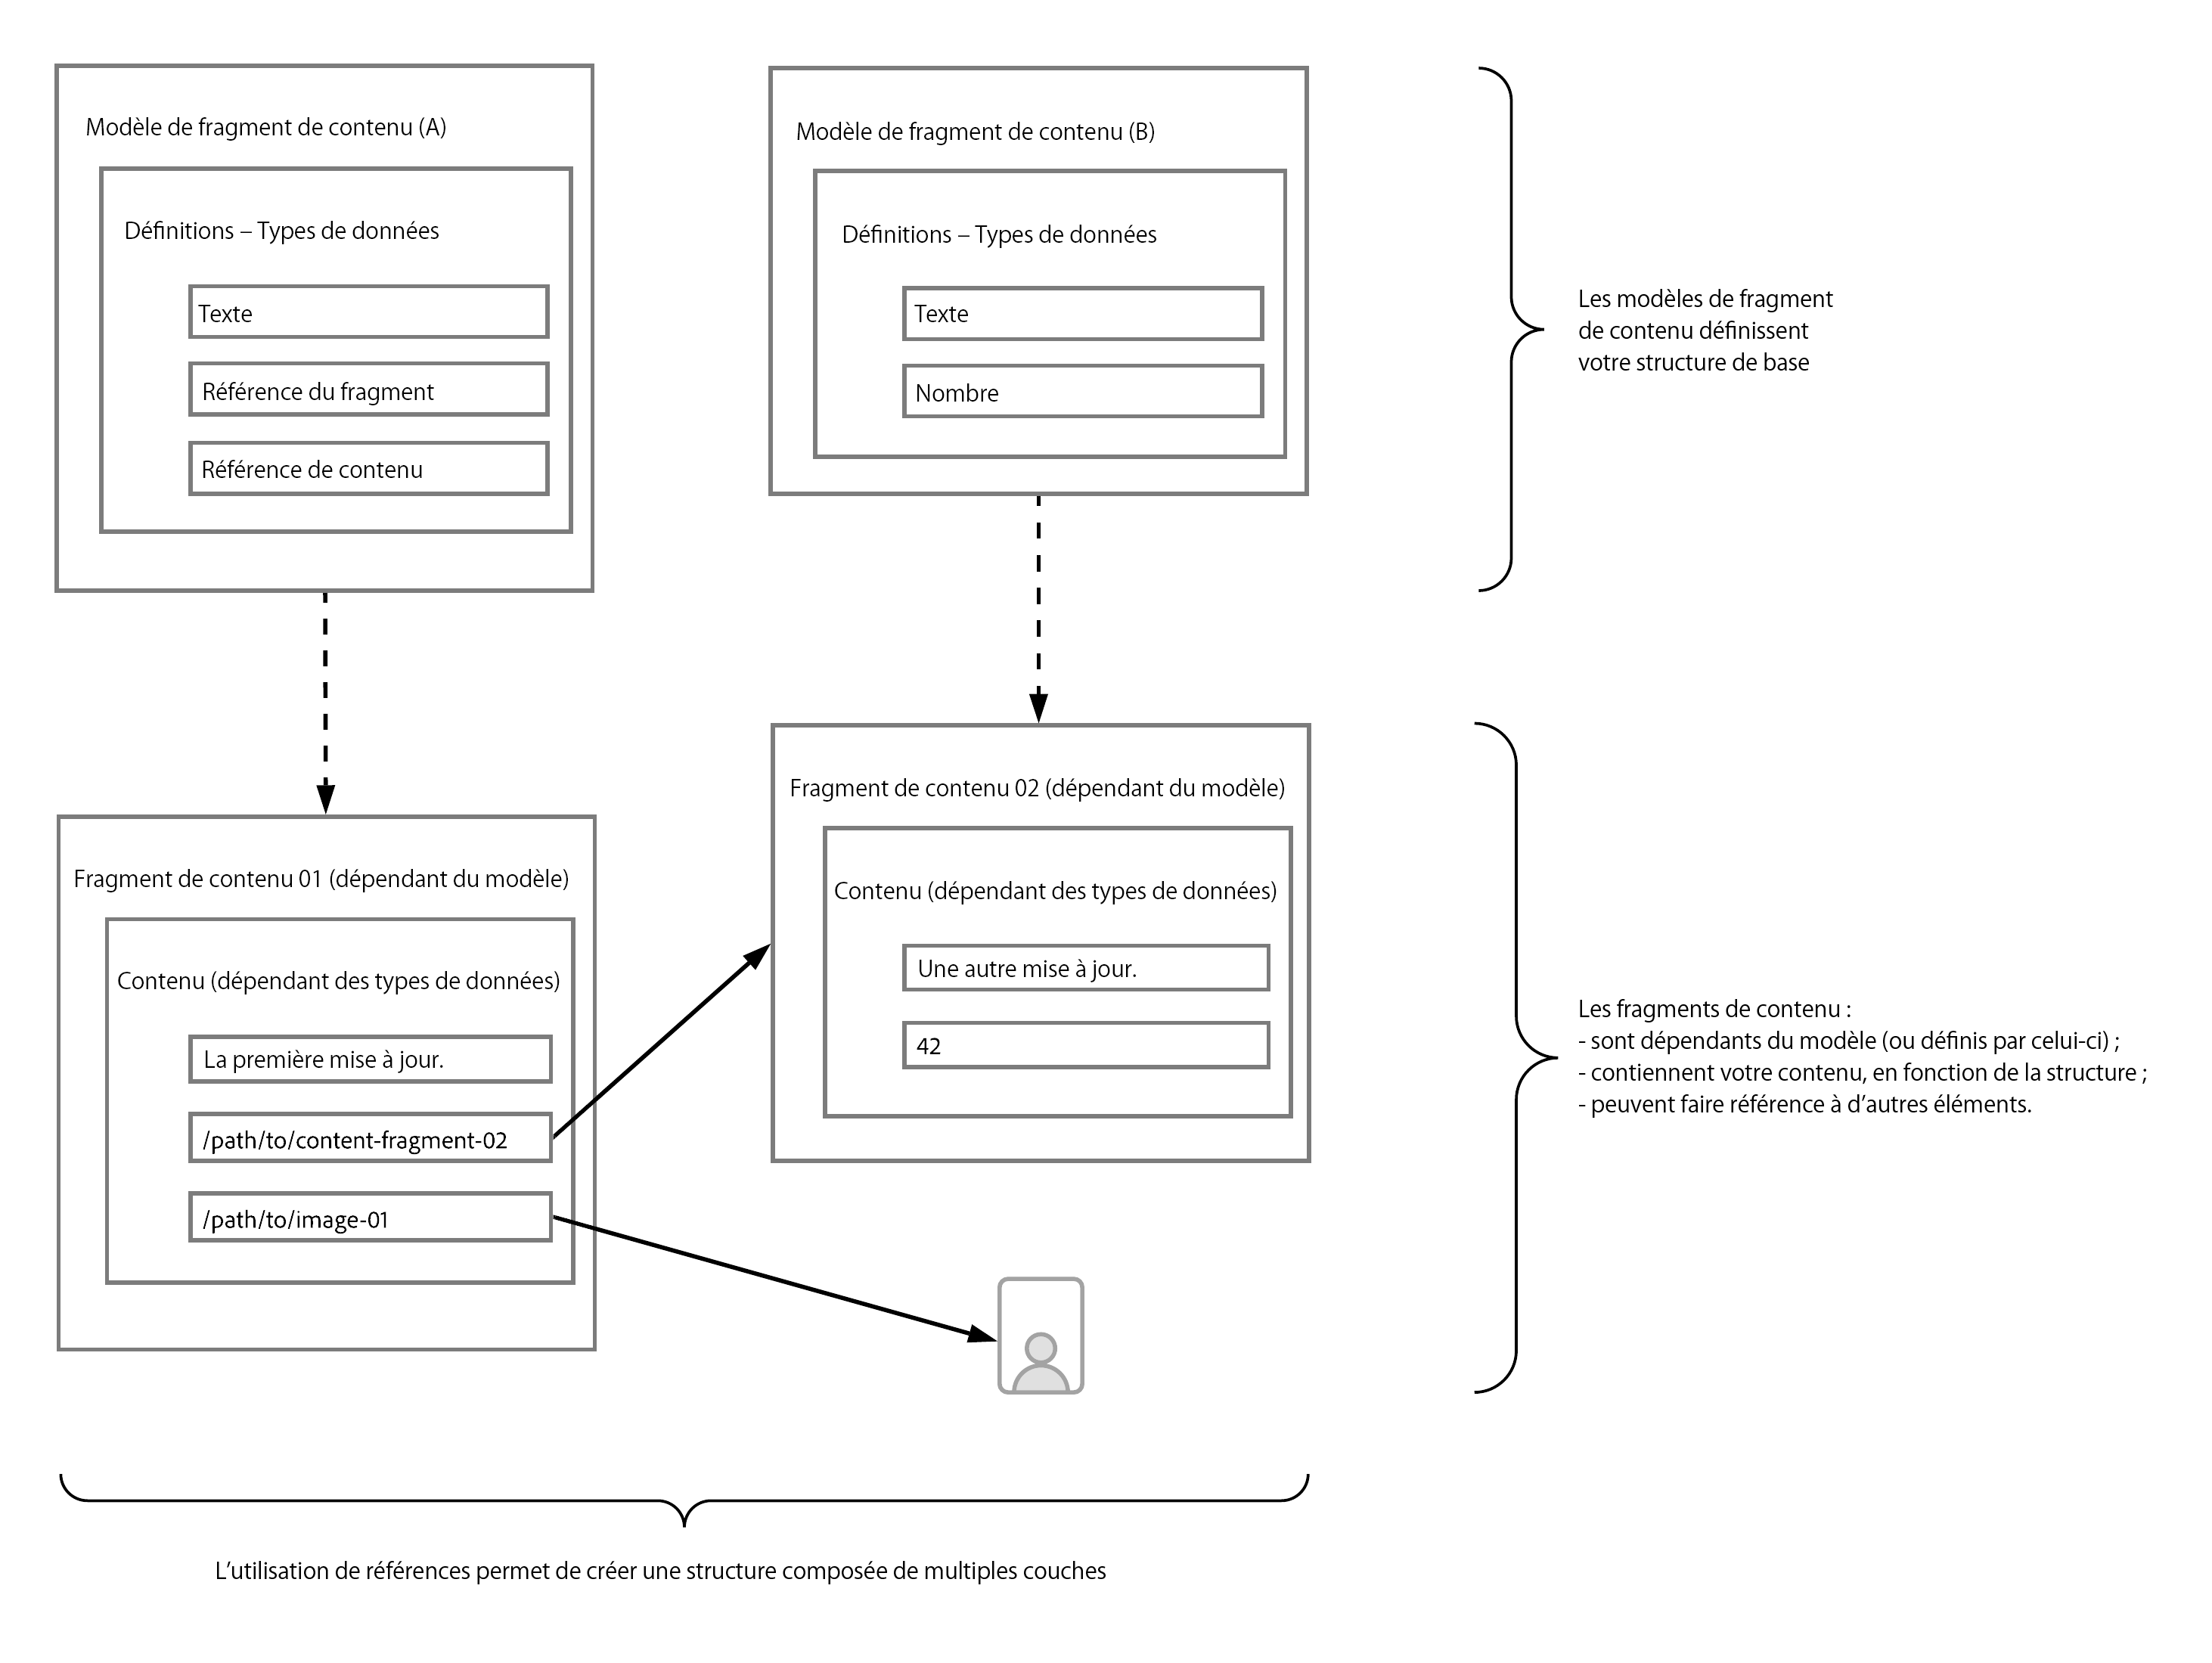 Modèle de fragment de contenu (A)
Définitions – Types de données
Texte
Référence du fragment
Référence de contenu
Modèle de fragment de contenu (B)
Définitions – Types de données
Texte
Nombre
Les modèles de fragment
de contenu définissent
votre structure de base
Fragment de contenu 01 (dépendant du modèle)
Contenu (dépendant des types de données)
La première mise à jour.
/path/to/content-fragment-02
/path/to/image-01
Fragment de contenu 02 (dépendant du modèle)
Contenu (dépendant des types de données)
Une autre mise à jour.
42
Les fragments de contenu :
- sont dépendants du modèle (ou définis par celui-ci) ;
- contiennent votre contenu, en fonction de la structure ;
- peuvent faire référence à d’autres éléments.
L’utilisation de références permet de créer une structure composée de multiples couches